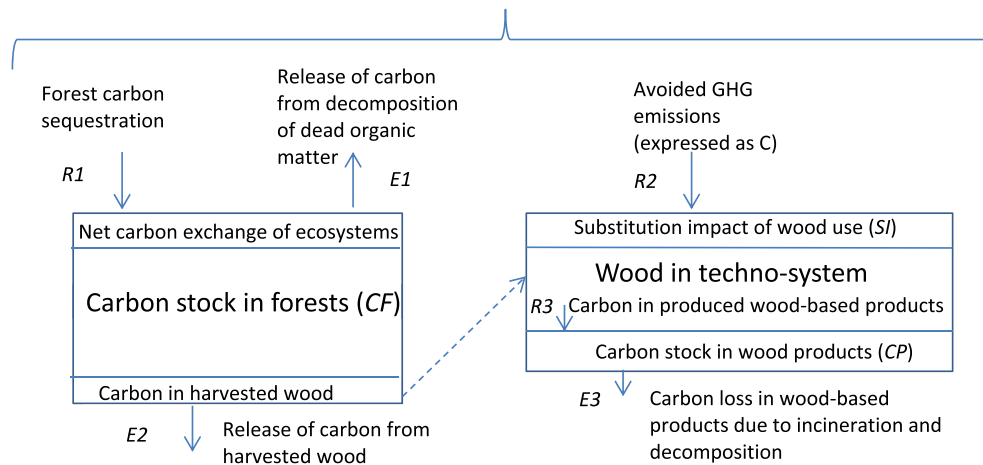 Forest carbon
sequestration
R1
Release of carbon
from decomposition
of dead organic
matter
E1
Avoided GHG
emissions
(expressed as C)
R2
Net carbon exchange of ecosystems
Carbon stock in forests (CF)
Carbon in harvested wood
E2
Release of carbon from
harvested wood
Substitution impact of wood use (SI)
Wood in techno-system
R3 Carbon in produced wood-based products
Carbon stock in wood products (CP)
E3
Carbon loss in wood-based
products due to incineration and
decomposition